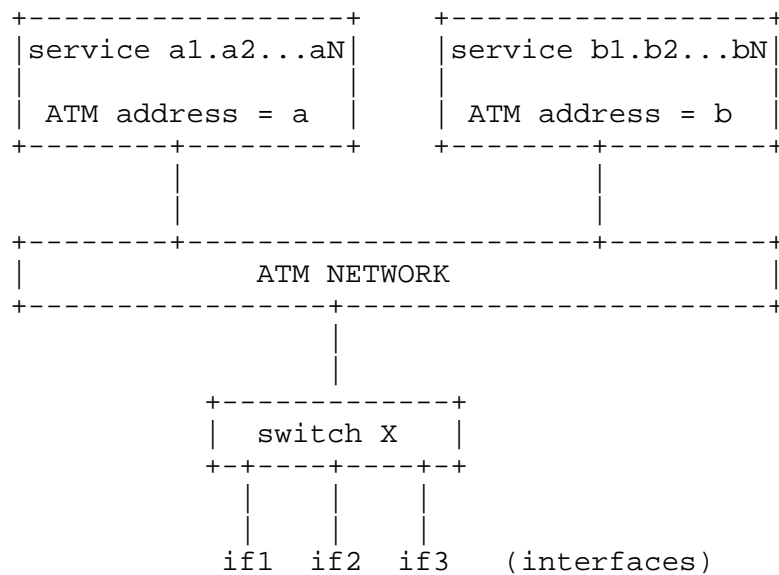 service a1.a2...aN service b1.b2...bN
ATM address = a ATM address = b
ATM NETWORK
switch X
if1 if2 if3 (interfaces)